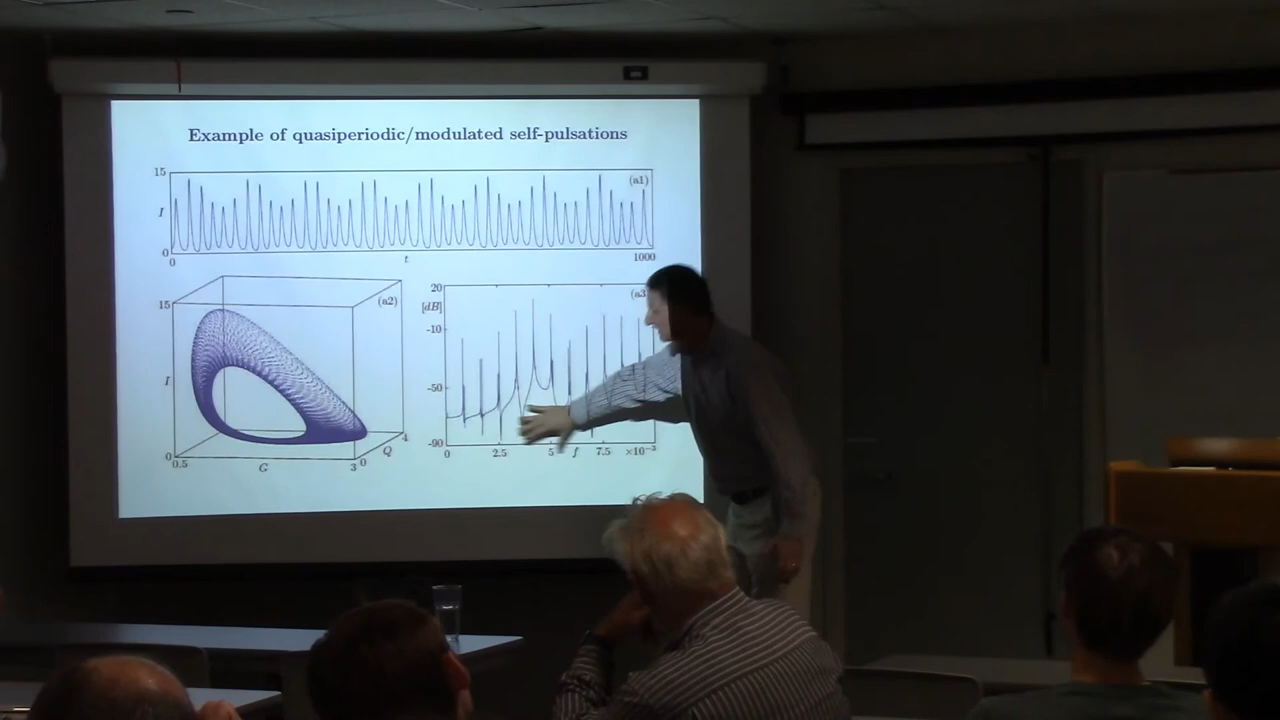 Example of quasiperiodic/modulated self-pulsations
15
(a1)
I
0
0
t
1000
15
(a2)
I
0
0.5
G
3
0
Q
4
20
(a3
[dB]
-10
-50
-90
0
2.5
5
f
7.5
×10⁻³